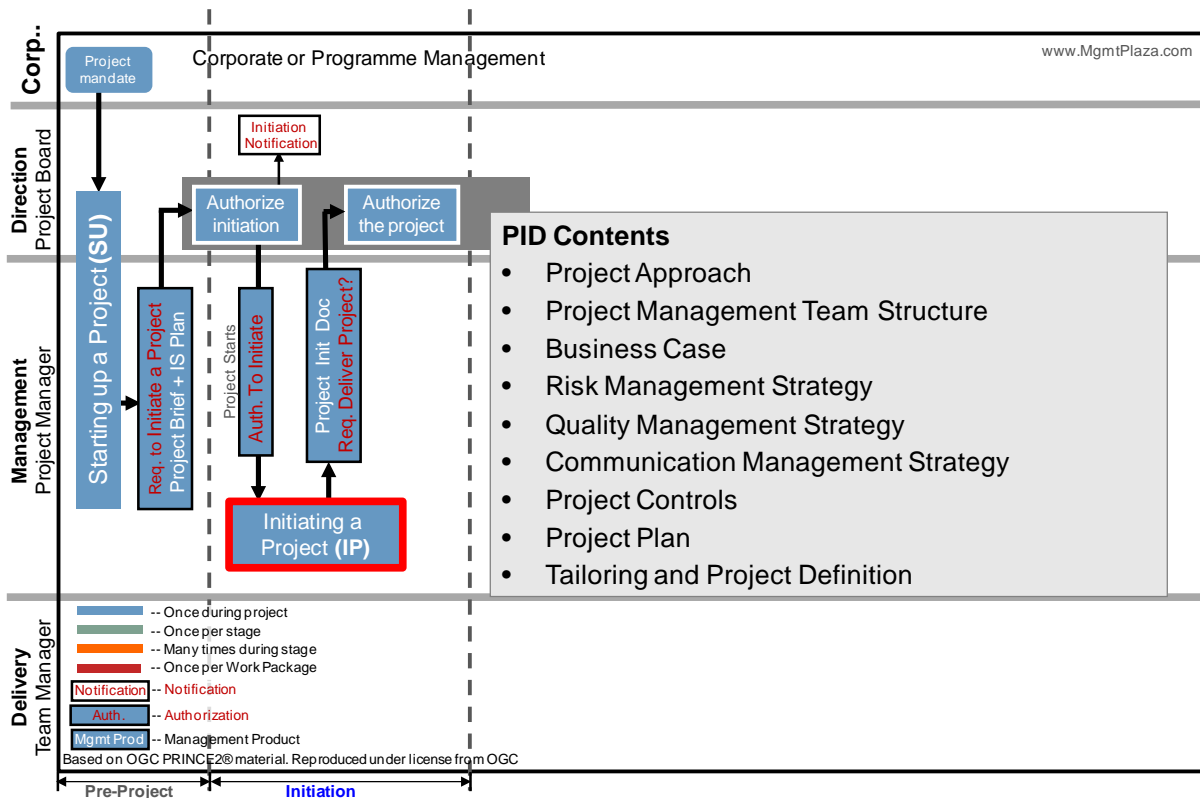 Corp..
Project
mandate
Corporate or Programme Management
www.MgmtPlaza.com
Direction
Project Board
Initiation
Notification
Authorize
initiation
Authorize
the project
Starting up a Project (SU)
Req. to Initiate a Project
Project Brief + IS Plan
Project Starts
Auth. To Initiate
Project Init Doc
Req. Deliver Project?
Management
Project Manager
Initiating a
Project (IP)
PID Contents
• Project Approach
• Project Management Team Structure
• Business Case
• Risk Management Strategy
• Quality Management Strategy
• Communication Management Strategy
• Project Controls
• Project Plan
• Tailoring and Project Definition
Delivery
Team Manager
-- Once during project
-- Once per stage
-- Many times during stage
-- Once per Work Package
Notification -- Notification
Auth. -- Authorization
Mgmt Prod -- Management Product
Based on OGC PRINCE2® material. Reproduced under license from OGC
Pre-Project
Initiation